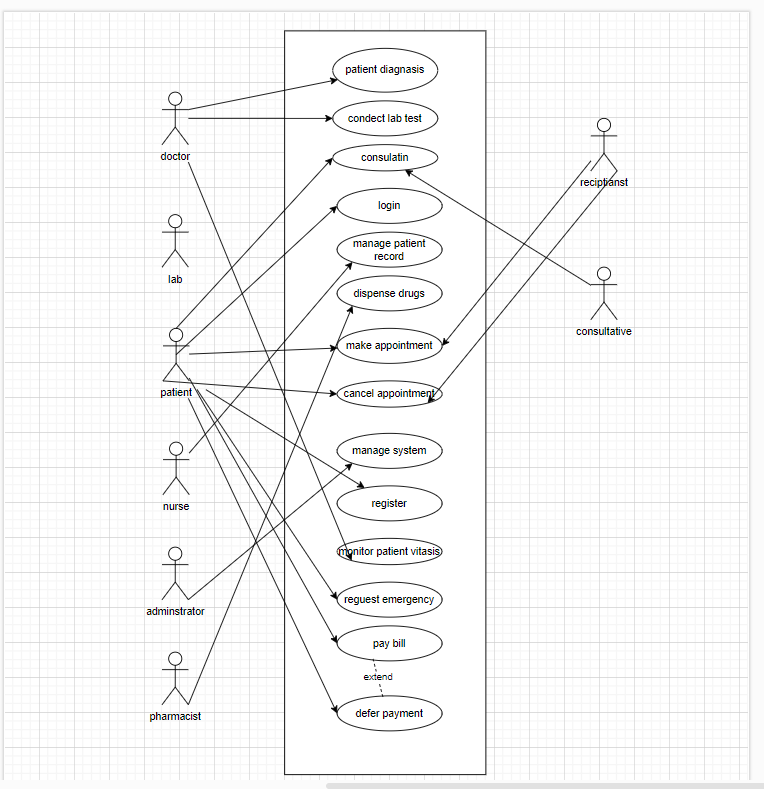 patient diagnosis
condect lab test
consulatin
login
manage patient
record
dispense drugs
make appointment
cancel appointment
manage system
register
monitor patient vitasis
reguest emergency
pay bill
extend
defer payment
doctor
lab
patient
nurse
adminstrator
pharmacist
reciptianst
consultative